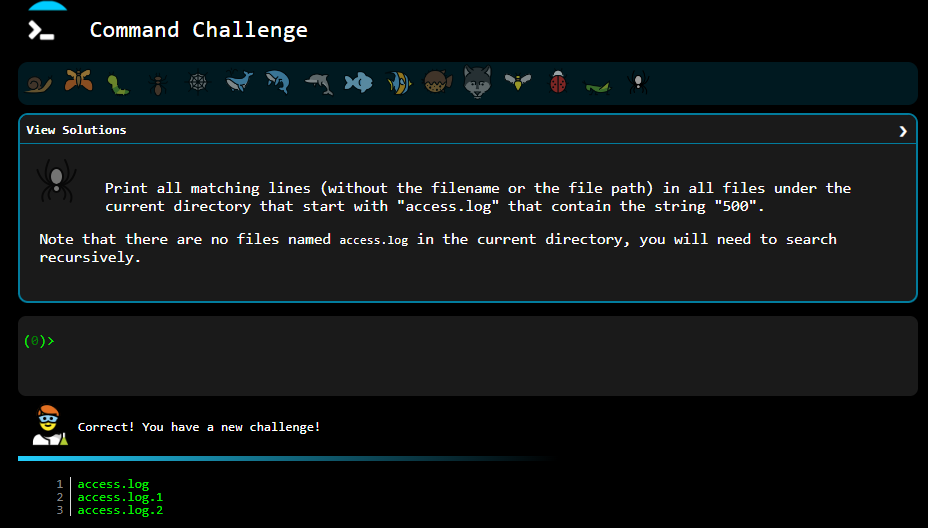 Command Challenge
View Solutions
Print all matching lines (without the filename or the file path) in all files under the
current directory that start with "access.log" that contain the string "500".
Note that there are no files named access.log in the current directory, you will need to search
recursively.
(0)>
Correct! You have a new challenge!
1 access.log
2 access.log.1
3 access.log.2